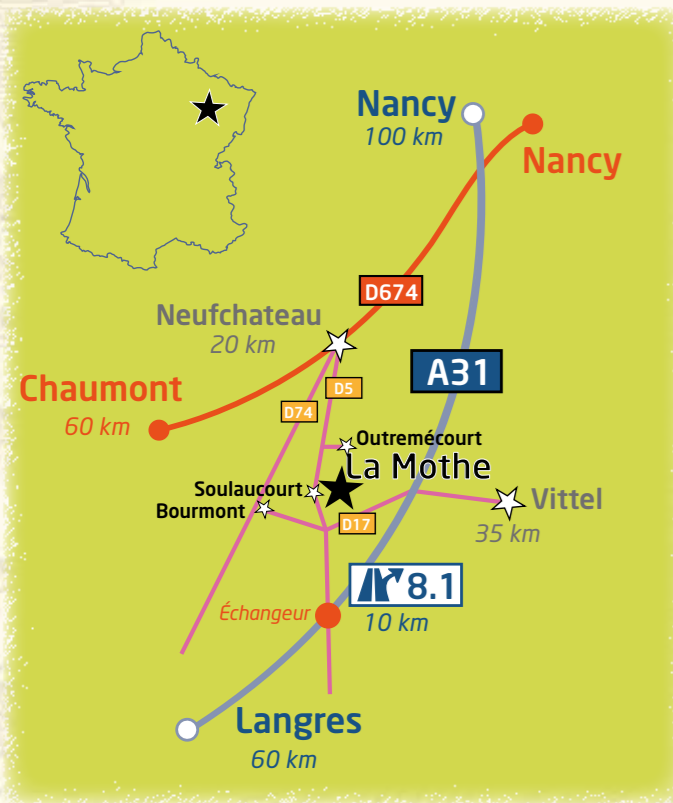 Nancy
100 km
Nancy
D674
Neufchateau
20 km
A31
Chaumont
60 km
D5
D74
Outremécourt
La Mothe
Soulaucourt
Bourmont
Vittel
35 km
D17
8.1
10 km
Échangeur
Langres
60 km